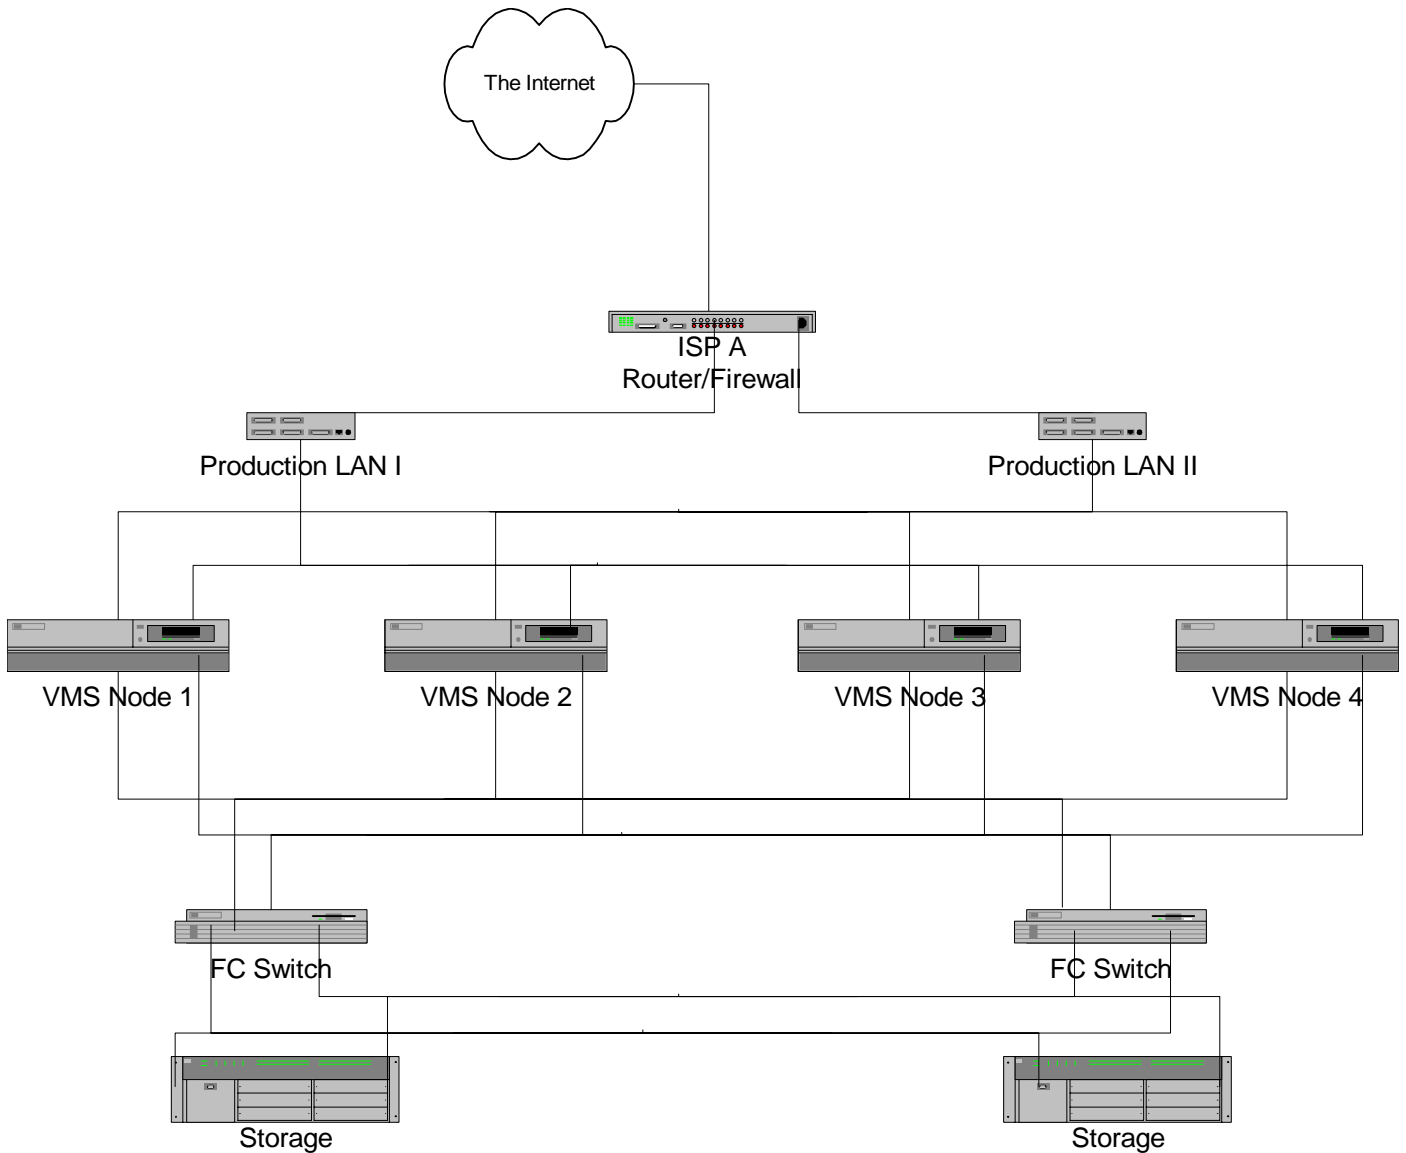 The Internet
ISP A
Router/Firewall
Production LAN I
Production LAN II
VMS Node 1
VMS Node 2
VMS Node 3
VMS Node 4
FC Switch
FC Switch
Storage
Storage